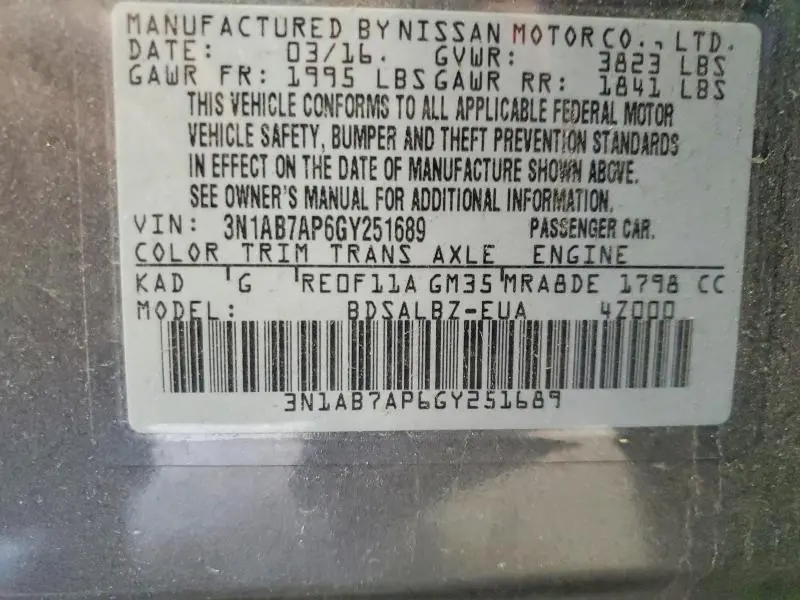 MANUFACTURED BY NISSAN MOTOR CO., LTD.
DATE: 03/16. GVWR: 3823 LBS
GAWR FR: 1995 LBS GAWR RR: 1841 LBS
THIS VEHICLE CONFORMS TO ALL APPLICABLE FEDERAL MOTOR
VEHICLE SAFETY, BUMPER AND THEFT PREVENTION STANDARDS
IN EFFECT ON THE DATE OF MANUFACTURE SHOWN ABOVE.
SEE OWNER'S MANUAL FOR ADDITIONAL INFORMATION.
VIN: 3N1AB7AP6GY251689 PASSENGER CAR.
COLOR TRIM TRANS AXLE ENGINE
KAD G RE0F11A GM35 MRA8DE 1798 CC
MODEL: BDSALBZ-EUA 4Z000
3N1AB7AP6GY251689